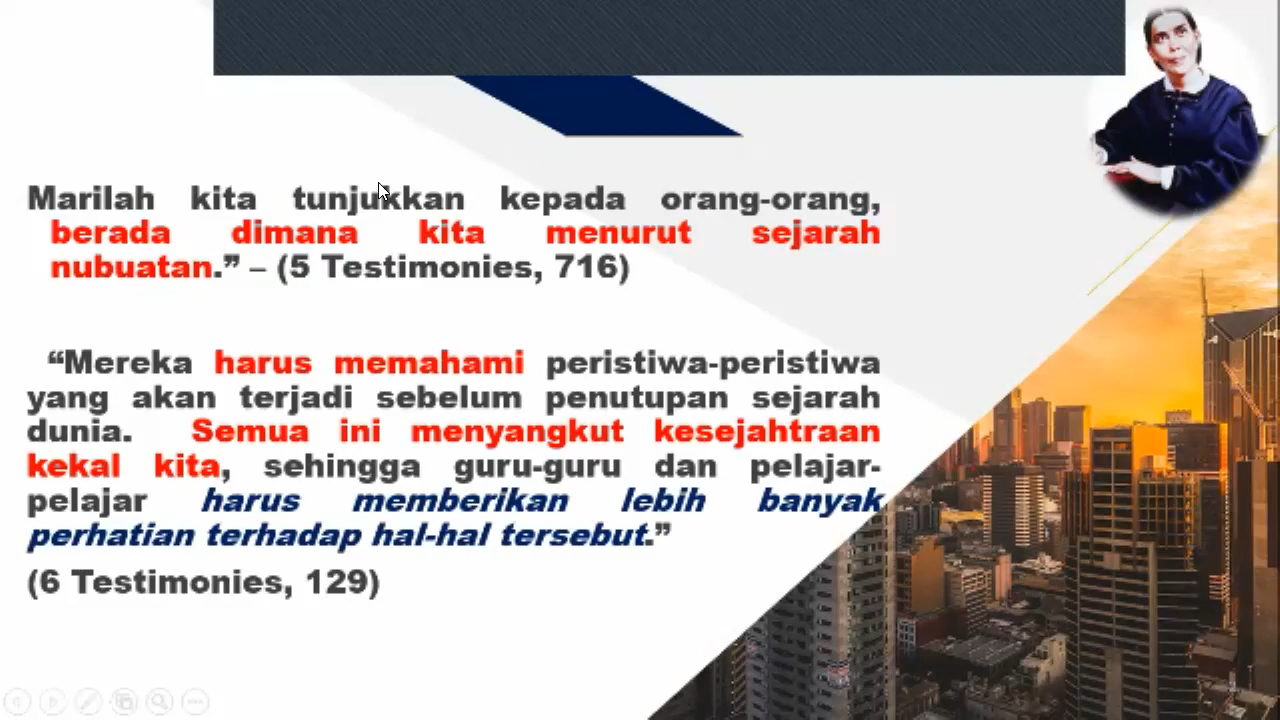 Marilah kita tunjukkan kepada orang-orang,
berada dimana kita menurut sejarah
nubuatan.” – (5 Testimonies, 716)
“Mereka harus memahami peristiwa-peristiwa
yang akan terjadi sebelum penutupan sejarah
dunia. Semua ini menyangkut kesejahtraan
kekal kita, sehingga guru-guru dan pelajar-
pelajar harus memberikan lebih banyak
perhatian terhadap hal-hal tersebut.”
(6 Testimonies, 129)